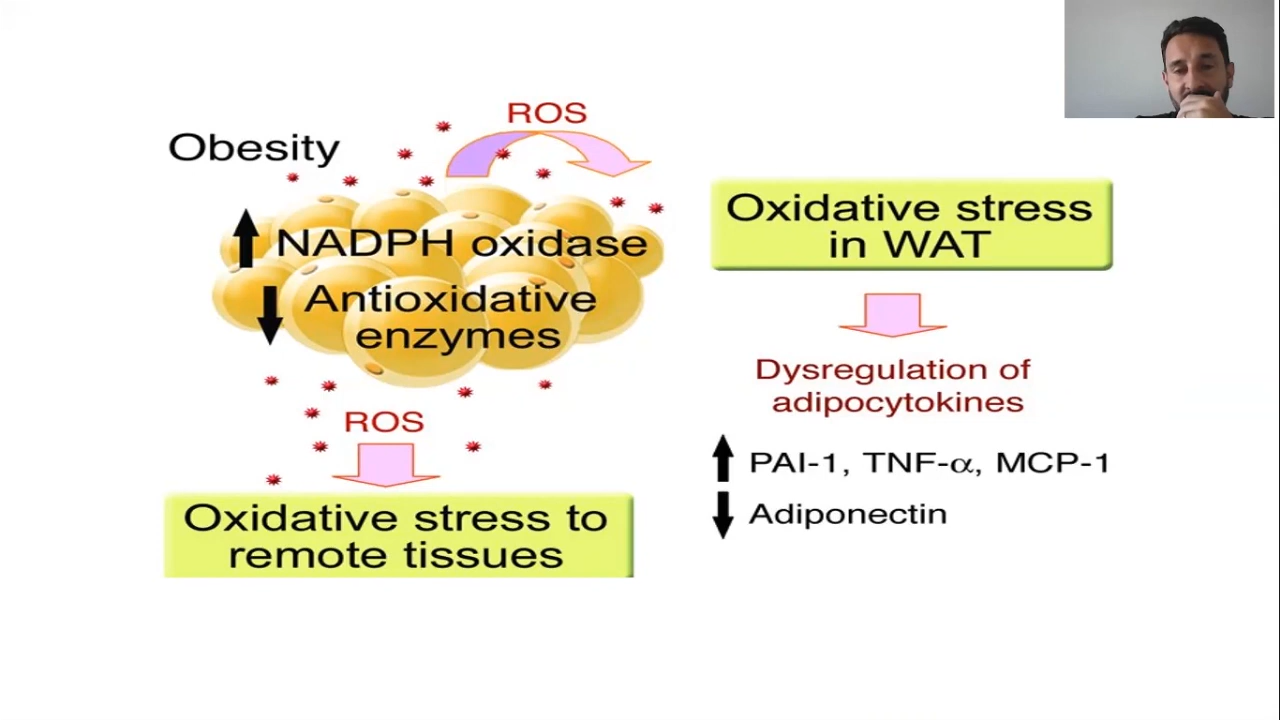 Obesity
ROS
NADPH oxidase
Antioxidative
enzymes
ROS
Oxidative stress to
remote tissues
Oxidative stress
in WAT
Dysregulation of
adipocytokines
PAI-1, TNF-α, MCP-1
Adiponectin